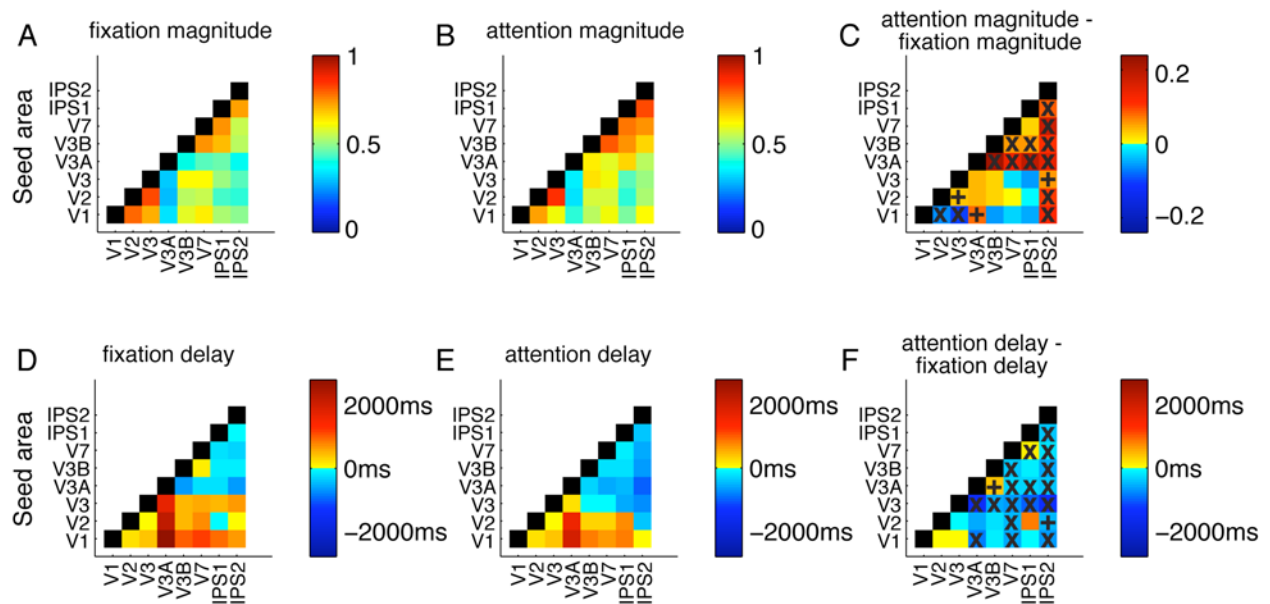 A fixation magnitude
B attention magnitude
C attention magnitude -
fixation magnitude
Seed area
IPS2
IPS1
V7
V3B
V3A
V3
V2
V1
V1
V2
V3
V3A
V3B
V7
IPS1
IPS2
1
0.5
0
IPS2
IPS1
V7
V3B
V3A
V3
V2
V1
V1
V2
V3
V3A
V3B
V7
IPS1
IPS2
1
0.5
0
IPS2
IPS1
V7
V3B
V3A
V3
V2
V1
X
X
X X X
X X X X
+
+ X
X X + X
V1
V2
V3
V3A
V3B
V7
IPS1
IPS2
0.2
0
−0.2
D fixation delay
E attention delay
F attention delay -
fixation delay
Seed area
IPS2
IPS1
V7
V3B
V3A
V3
V2
V1
V1
V2
V3
V3A
V3B
V7
IPS1
IPS2
2000ms
0ms
−2000ms
IPS2
IPS1
V7
V3B
V3A
V3
V2
V1
V1
V2
V3
V3A
V3B
V7
IPS1
IPS2
2000ms
0ms
−2000ms
IPS2
IPS1
V7
V3B
V3A
V3
V2
V1
X
X X
X X
+ X X X
X X X X X
X +
X X X
V1
V2
V3
V3A
V3B
V7
IPS1
IPS2
2000ms
0ms
−2000ms